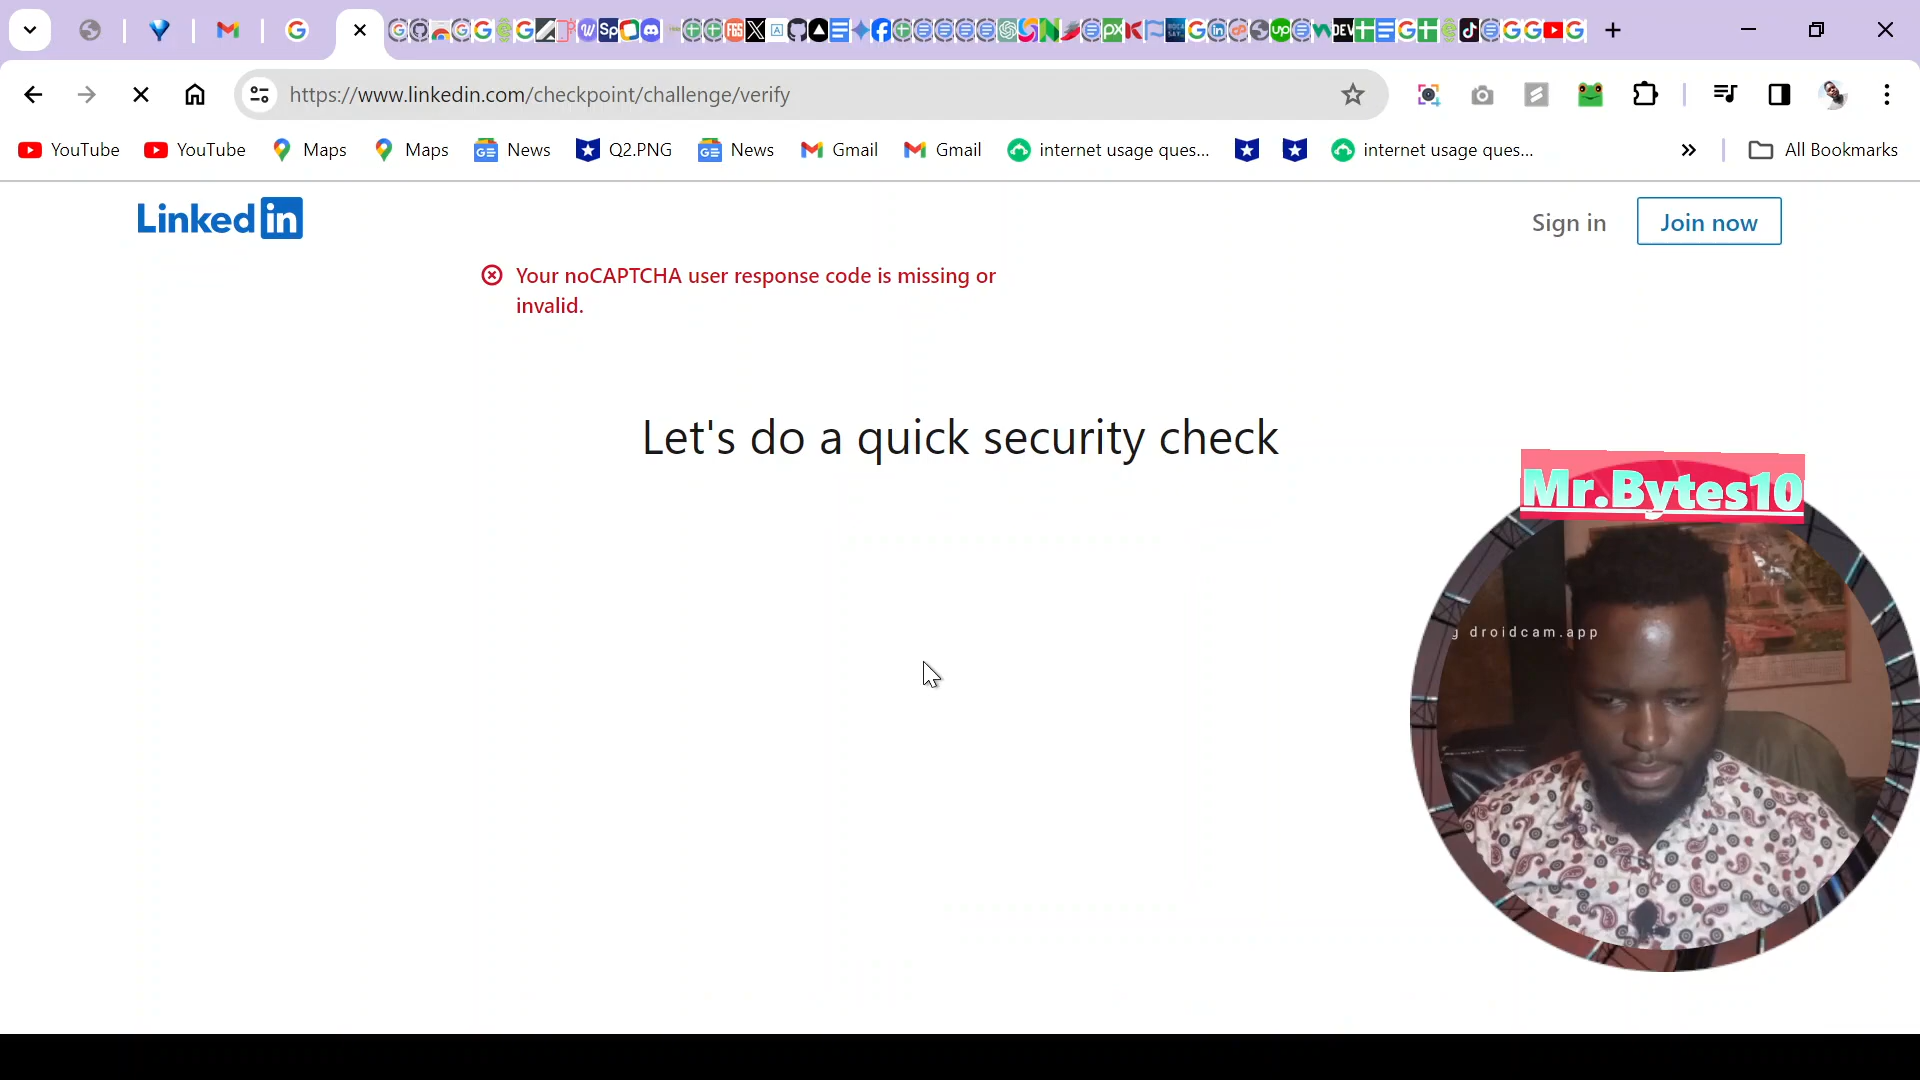 https://www.linkedin.com/checkpoint/challenge/verify
YouTube YouTube Maps Maps News Q2.PNG News Gmail Gmail internet usage ques... internet usage ques... » All Bookmarks
Linked in Sign in Join now
Your noCAPTCHA user response code is missing or
invalid.
Let's do a quick security check
Mr.Bytes10
g droidcam.app